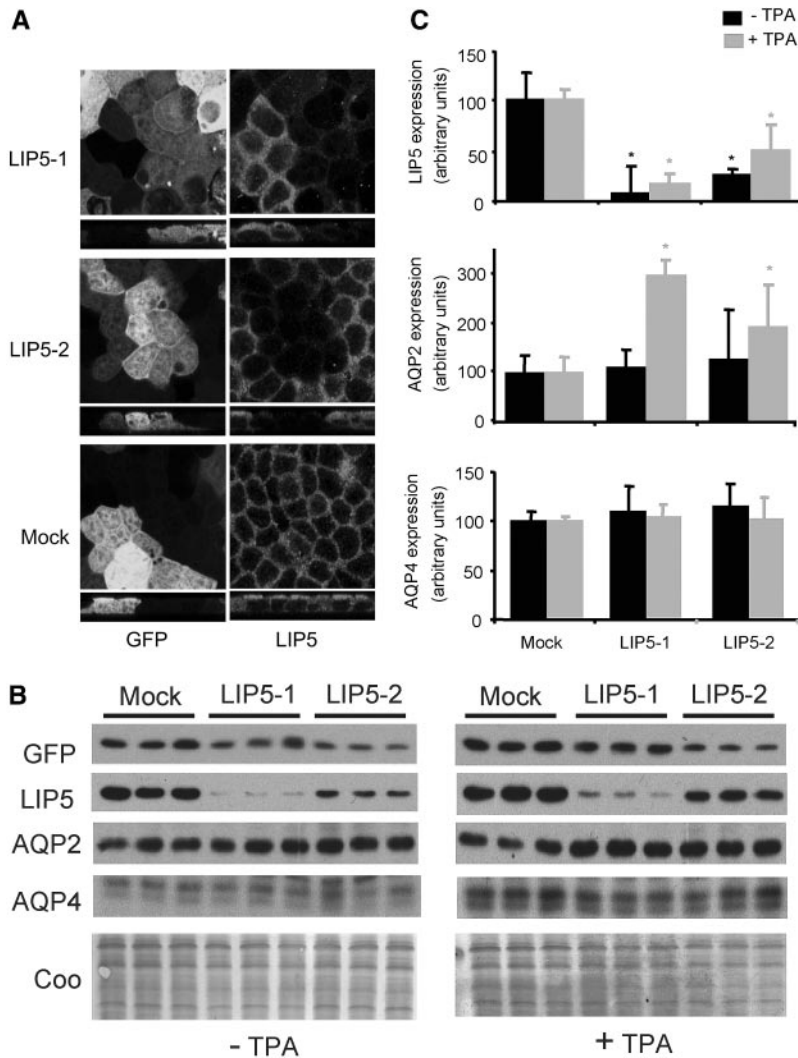 A
LIP5-1
LIP5-2
Mock
GFP LIP5
C
- TPA
+ TPA
LIP5 expression
(arbitrary units)
150
100
50
0
* * * *
AQP2 expression
(arbitrary units)
300
200
100
0
* *
AQP4 expression
(arbitrary units)
150
100
50
0
Mock LIP5-1 LIP5-2
B
Mock LIP5-1 LIP5-2
Mock LIP5-1 LIP5-2
GFP
LIP5
AQP2
AQP4
Coo
- TPA
+ TPA